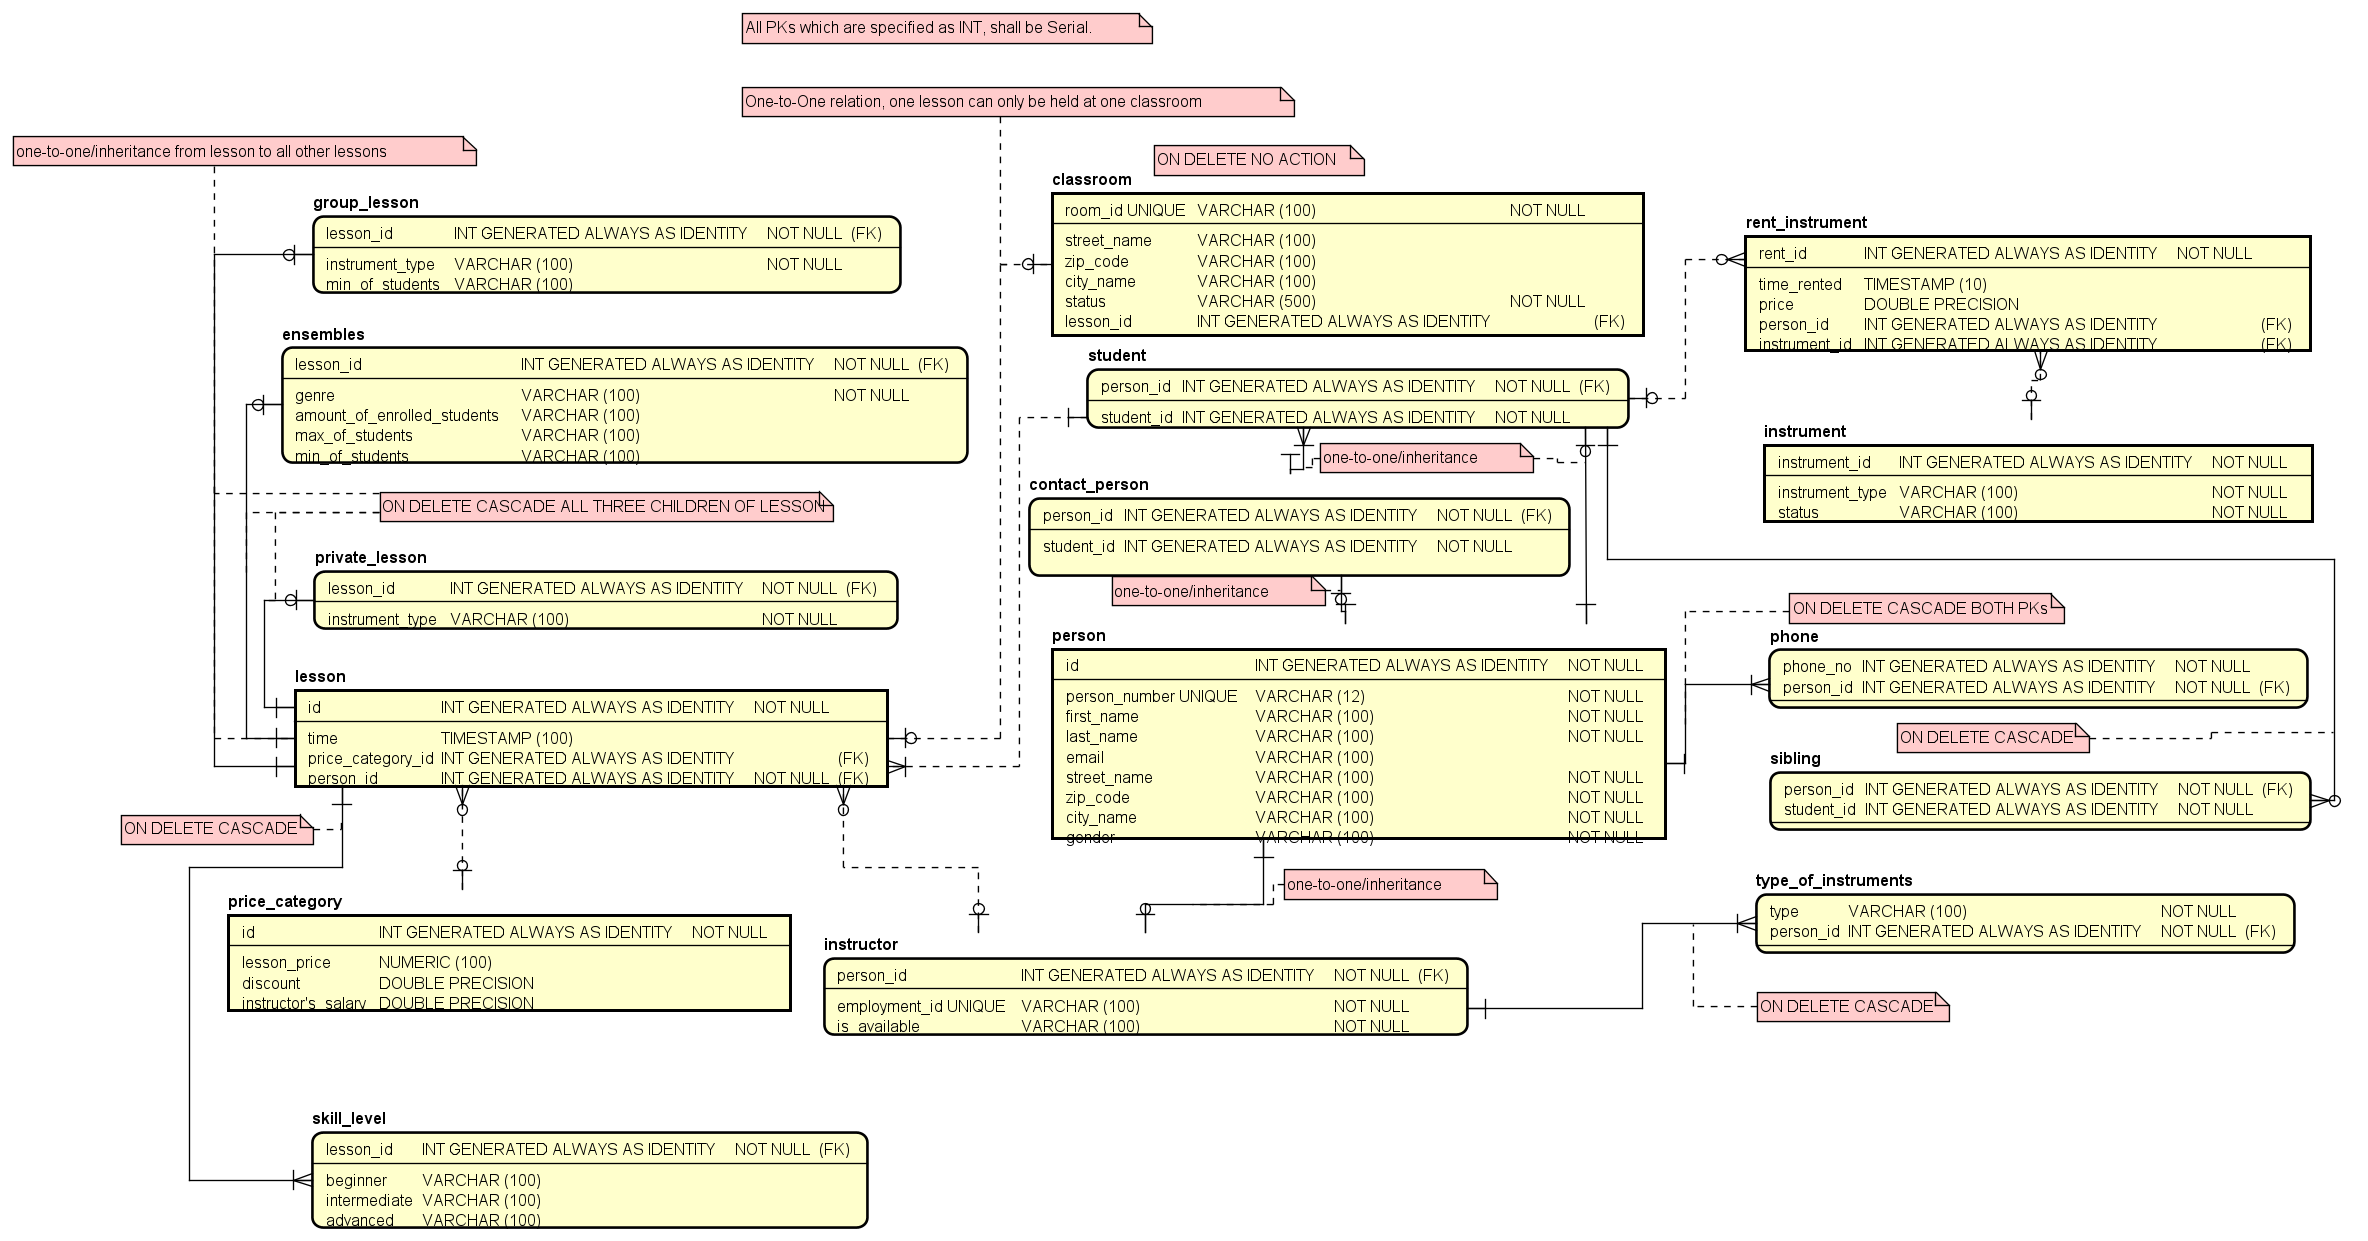 All PKs which are specified as INT, shall be Serial.
One-to-One relation, one lesson can only be held at one classroom
one-to-one/inheritance from lesson to all other lessons
ON DELETE NO ACTION
classroom
room_id UNIQUE VARCHAR (100) NOT NULL
street_name VARCHAR (100)
zip_code VARCHAR (100)
city_name VARCHAR (100)
status VARCHAR (500) NOT NULL
lesson_id INT GENERATED ALWAYS AS IDENTITY (FK)
group_lesson
lesson_id INT GENERATED ALWAYS AS IDENTITY NOT NULL (FK)
instrument_type VARCHAR (100) NOT NULL
min_of_students VARCHAR (100)
rent_instrument
rent_id INT GENERATED ALWAYS AS IDENTITY NOT NULL
time_rented TIMESTAMP (10)
price DOUBLE PRECISION
person_id INT GENERATED ALWAYS AS IDENTITY (FK)
instrument_id INT GENERATED ALWAYS AS IDENTITY (FK)
ensembles
lesson_id INT GENERATED ALWAYS AS IDENTITY NOT NULL (FK)
genre VARCHAR (100) NOT NULL
amount_of_enrolled_students VARCHAR (100)
max_of_students VARCHAR (100)
min_of_students VARCHAR (100)
student
person_id INT GENERATED ALWAYS AS IDENTITY NOT NULL (FK)
student_id INT GENERATED ALWAYS AS IDENTITY NOT NULL
one-to-one/inheritance
instrument
instrument_id INT GENERATED ALWAYS AS IDENTITY NOT NULL
instrument_type VARCHAR (100) NOT NULL
status VARCHAR (100) NOT NULL
ON DELETE CASCADE ALL THREE CHILDREN OF LESSON
contact_person
person_id INT GENERATED ALWAYS AS IDENTITY NOT NULL (FK)
student_id INT GENERATED ALWAYS AS IDENTITY NOT NULL
one-to-one/inheritance
private_lesson
lesson_id INT GENERATED ALWAYS AS IDENTITY NOT NULL (FK)
instrument_type VARCHAR (100) NOT NULL
ON DELETE CASCADE BOTH PKs
phone
phone_no INT GENERATED ALWAYS AS IDENTITY NOT NULL
person_id INT GENERATED ALWAYS AS IDENTITY NOT NULL (FK)
person
id INT GENERATED ALWAYS AS IDENTITY NOT NULL
person_number UNIQUE VARCHAR (12) NOT NULL
first_name VARCHAR (100) NOT NULL
last_name VARCHAR (100) NOT NULL
email VARCHAR (100)
street_name VARCHAR (100) NOT NULL
zip_code VARCHAR (100) NOT NULL
city_name VARCHAR (100) NOT NULL
gender VARCHAR (100) NOT NULL
lesson
id INT GENERATED ALWAYS AS IDENTITY NOT NULL
time TIMESTAMP (100)
price_category_id INT GENERATED ALWAYS AS IDENTITY (FK)
person_id INT GENERATED ALWAYS AS IDENTITY NOT NULL (FK)
ON DELETE CASCADE
sibling
person_id INT GENERATED ALWAYS AS IDENTITY NOT NULL (FK)
student_id INT GENERATED ALWAYS AS IDENTITY NOT NULL
ON DELETE CASCADE
one-to-one/inheritance
type_of_instruments
type VARCHAR (100) NOT NULL
person_id INT GENERATED ALWAYS AS IDENTITY NOT NULL (FK)
ON DELETE CASCADE
price_category
id INT GENERATED ALWAYS AS IDENTITY NOT NULL
lesson_price NUMERIC (100)
discount DOUBLE PRECISION
instructor's_salary DOUBLE PRECISION
instructor
person_id INT GENERATED ALWAYS AS IDENTITY NOT NULL (FK)
employment_id UNIQUE VARCHAR (100) NOT NULL
is_available VARCHAR (100) NOT NULL
skill_level
lesson_id INT GENERATED ALWAYS AS IDENTITY NOT NULL (FK)
beginner VARCHAR (100)
intermediate VARCHAR (100)
advanced VARCHAR (100)